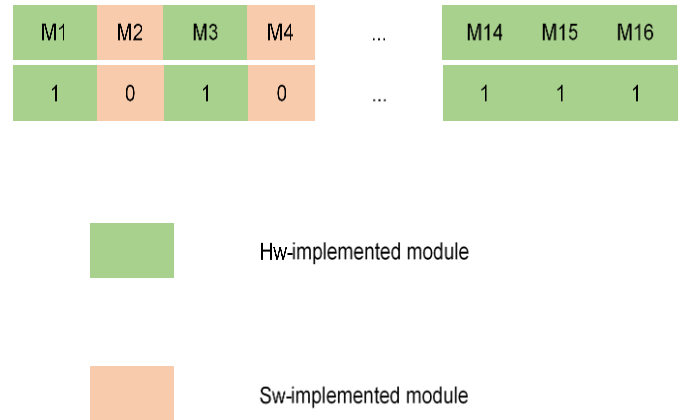 M1 M2 M3 M4 ... M14 M15 M16
1 0 1 0 ... 1 1 1
Hw-implemented module
Sw-implemented module